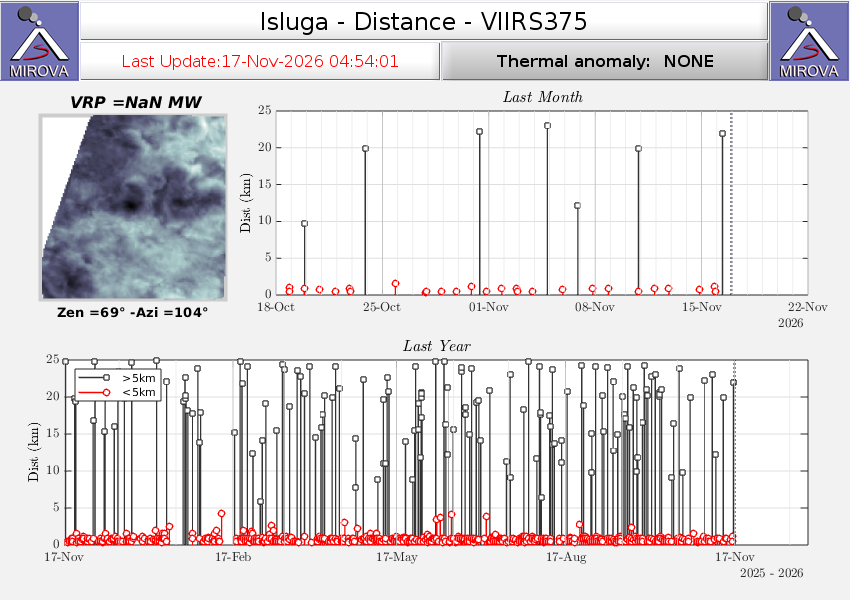 MIROVA
Isluga - Distance - VIIRS375
MIROVA
Last Update:17-Nov-2026 04:54:01
Thermal anomaly: NONE
VRP =NaN MW
Zen =69° -Azi =104°
Last Month
Dist (km)
25
20
15
10
5
0
18-Oct
25-Oct
01-Nov
08-Nov
15-Nov
22-Nov
2026
Last Year
Dist (km)
25
20
15
10
5
0
>5km
<5km
17-Nov
17-Feb
17-May
17-Aug
17-Nov
2025 - 2026